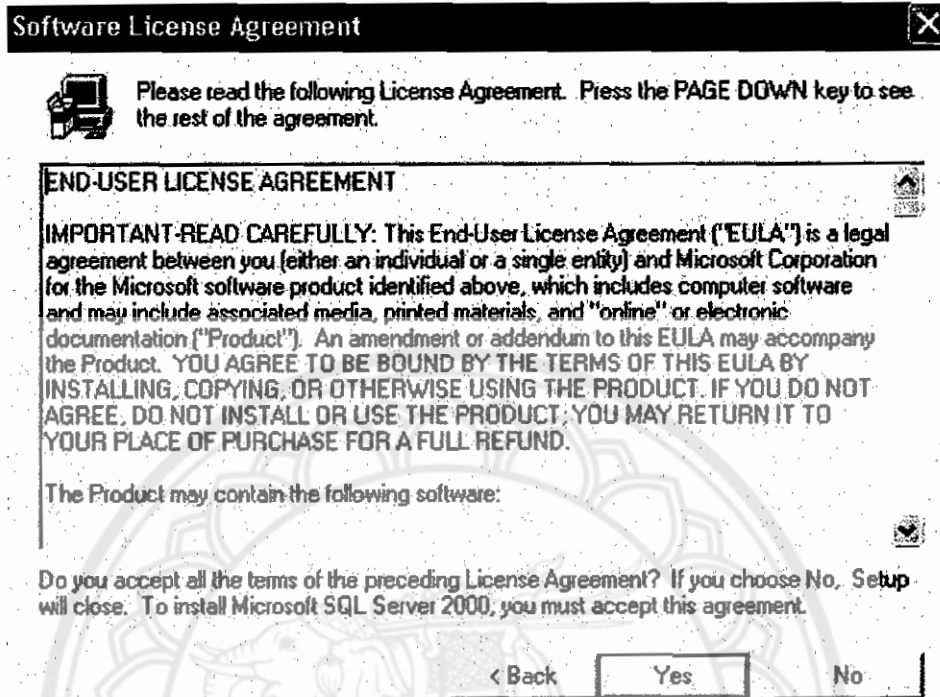 Software License Agreement
Please read the following License Agreement. Press the PAGE DOWN key to see
the rest of the agreement.
END-USER LICENSE AGREEMENT
IMPORTANT-READ CAREFULLY: This End-User License Agreement ("EULA") is a legal
agreement between you (either an individual or a single entity) and Microsoft Corporation
for the Microsoft software product identified above, which includes computer software
and may include associated media, printed materials, and "online" or electronic
documentation ("Product"). An amendment or addendum to this EULA may accompany
the Product. YOU AGREE TO BE BOUND BY THE TERMS OF THIS EULA BY
INSTALLING, COPYING, OR OTHERWISE USING THE PRODUCT. IF YOU DO NOT
AGREE, DO NOT INSTALL OR USE THE PRODUCT; YOU MAY RETURN IT TO
YOUR PLACE OF PURCHASE FOR A FULL REFUND.
The Product may contain the following software:
Do you accept all the terms of the preceding License Agreement? If you choose No, Setup
will close. To install Microsoft SQL Server 2000, you must accept this agreement.
< Back Yes No